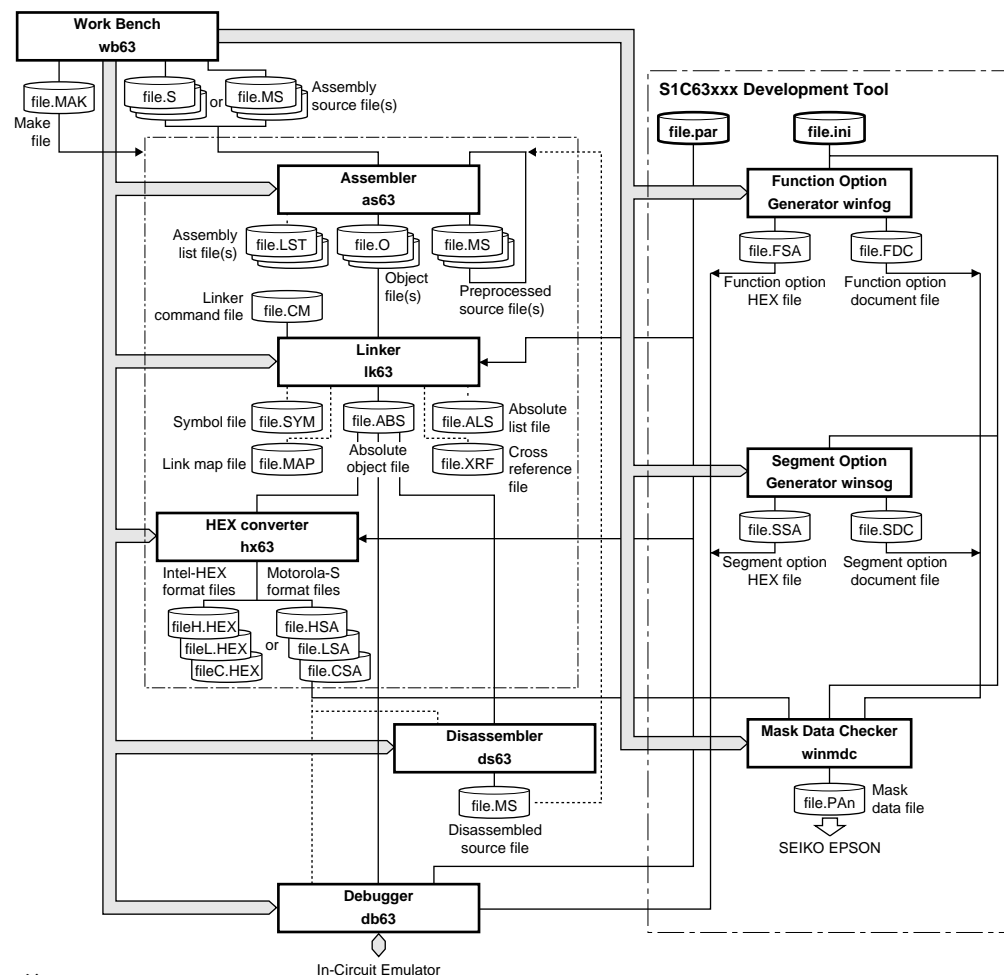 Work Bench
wb63
file.MAK
Make
file
file.S
or
file.MS
Assembly
source file(s)
S1C63xxx Development Tool
file.par
file.ini
Assembler
as63
Function Option
Generator winfog
Assembly
list file(s)
file.LST
file.O
file.MS
Object
file(s)
Preprocessed
source file(s)
file.FSA
file.FDC
Function option
HEX file
Function option
document file
Linker
command file
file.CM
Linker
lk63
Symbol file
file.SYM
file.ABS
file.ALS
Absolute
list file
Link map file
file.MAP
Absolute
object file
file.XRF
Cross
reference
file
Segment Option
Generator winsog
file.SSA
file.SDC
Segment option
HEX file
Segment option
document file
HEX converter
hx63
Intel-HEX
format files
Motorola-S
format files
fileH.HEX
fileL.HEX
fileC.HEX
or
file.HSA
file.LSA
file.CSA
Disassembler
ds63
file.MS
Disassembled
source file
Mask Data Checker
winmdc
file.PAn
Mask
data file
SEIKO EPSON
Debugger
db63
In-Circuit Emulator